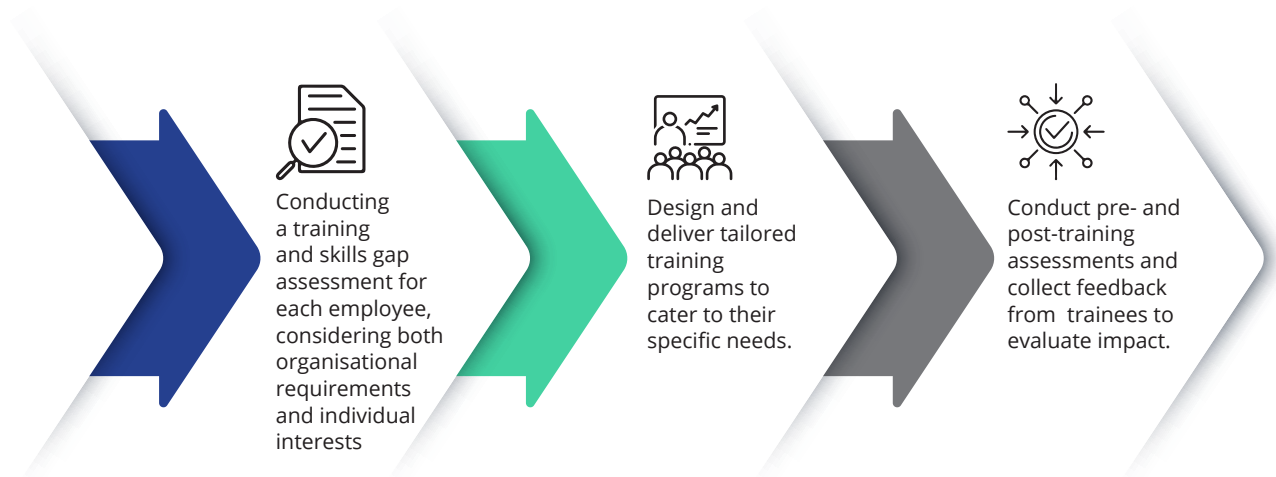 Conducting
a training
and skills gap
assessment for
each employee,
considering both
organisational
requirements
and individual
interests
Design and
deliver tailored
training
programs to
cater to their
specific needs.
Conduct pre- and
post-training
assessments and
collect feedback
from  trainees to
evaluate impact.